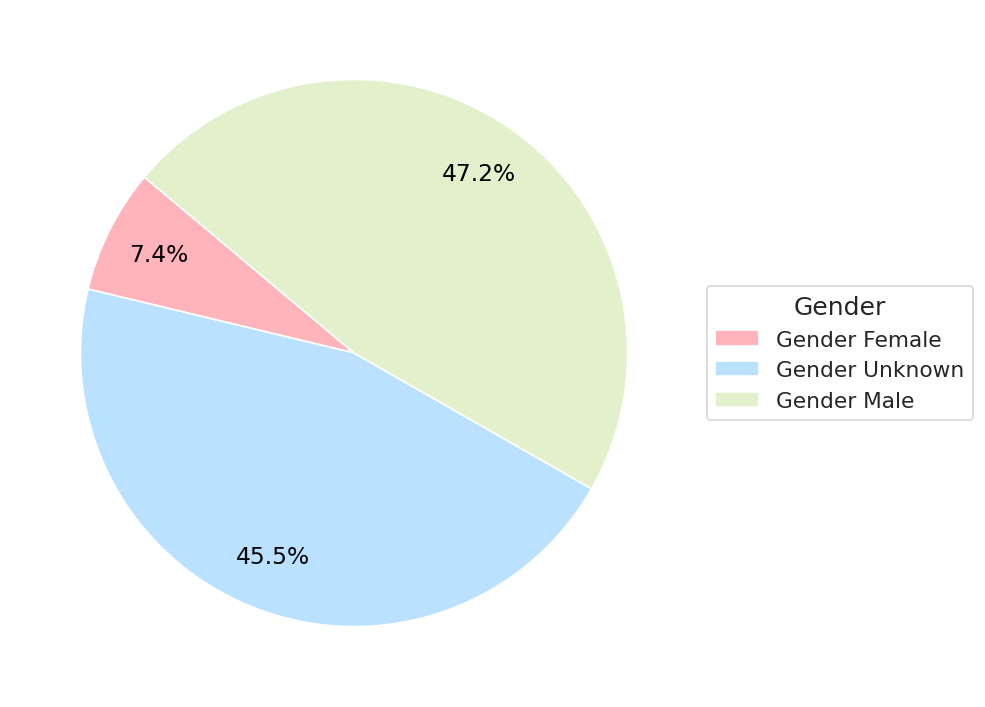 47.2%
7.4%
45.5%
Gender
Gender Female
Gender Unknown
Gender Male